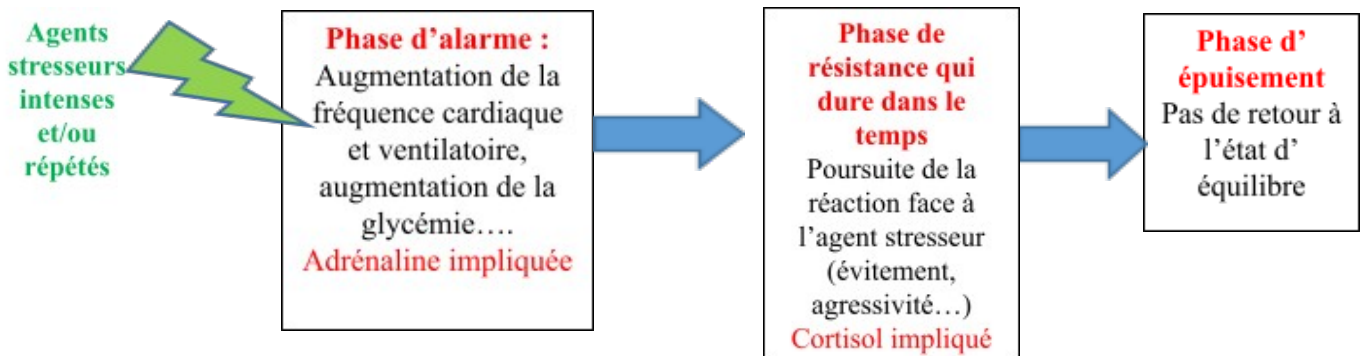 Agents
stresseurs
intenses
et/ou
répétés
Phase d’alarme :
Augmentation de la
fréquence cardiaque
et ventilatoire,
augmentation de la
glycémie….
Adrénaline impliquée
Phase de
résistance qui
dure dans le
temps
Poursuite de la
réaction face à
l’agent stresseur
(évitement,
agressivité…)
Cortisol impliqué
Phase d’
épuisement
Pas de retour à
l’état d’
équilibre